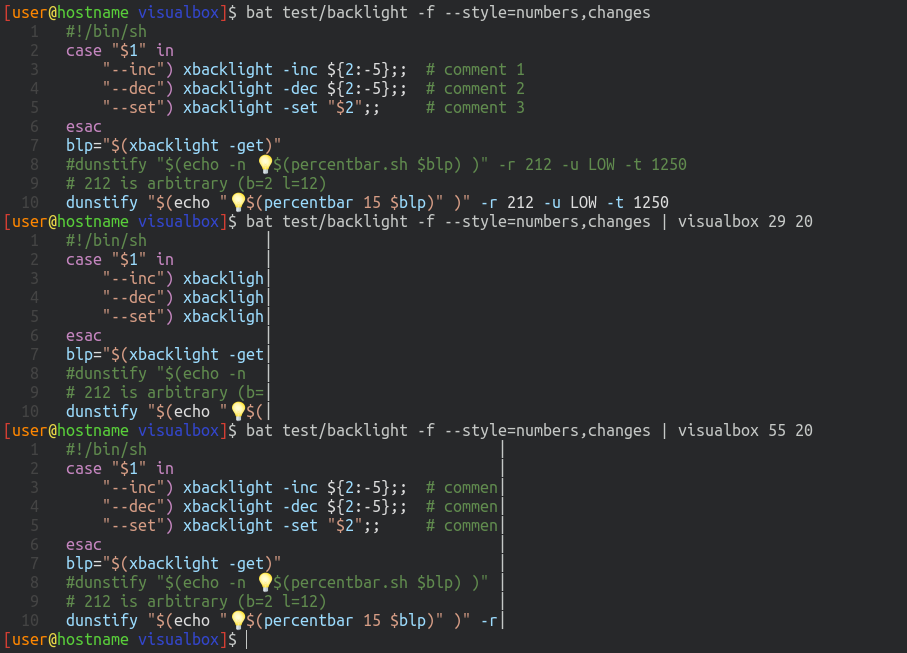 [user@hostname visualbox]$ bat test/backlight -f --style=numbers,changes
   1   #!/bin/sh
   2   case "$1" in
   3       "--inc") xbacklight -inc ${2:-5};;  # comment 1
   4       "--dec") xbacklight -dec ${2:-5};;  # comment 2
   5       "--set") xbacklight -set "$2";;     # comment 3
   6   esac
   7   blp="$(xbacklight -get)"
   8   #dunstify "$(echo -n 💡$(percentbar.sh $blp) )" -r 212 -u LOW -t 1250
   9   # 212 is arbitrary (b=2 l=12)
  10   dunstify "$(echo "💡$(percentbar 15 $blp)" )" -r 212 -u LOW -t 1250
[user@hostname visualbox]$ bat test/backlight -f --style=numbers,changes | visualbox 29 20
   1   #!/bin/sh             |
   2   case "$1" in          |
   3       "--inc") xbackligh|
   4       "--dec") xbackligh|
   5       "--set") xbackligh|
   6   esac                  |
   7   blp="$(xbacklight -get|
   8   #dunstify "$(echo -n  |
   9   # 212 is arbitrary (b=|
  10   dunstify "$(echo "💡$(|
[user@hostname visualbox]$ bat test/backlight -f --style=numbers,changes | visualbox 55 20
   1   #!/bin/sh                                       |
   2   case "$1" in                                    |
   3       "--inc") xbacklight -inc ${2:-5};;  # commen|
   4       "--dec") xbacklight -dec ${2:-5};;  # commen|
   5       "--set") xbacklight -set "$2";;     # commen|
   6   esac                                            |
   7   blp="$(xbacklight -get)"                        |
   8   #dunstify "$(echo -n 💡$(percentbar.sh $blp) )" |
   9   # 212 is arbitrary (b=2 l=12)                   |
  10   dunstify "$(echo "💡$(percentbar 15 $blp)" )" -r|
[user@hostname visualbox]$